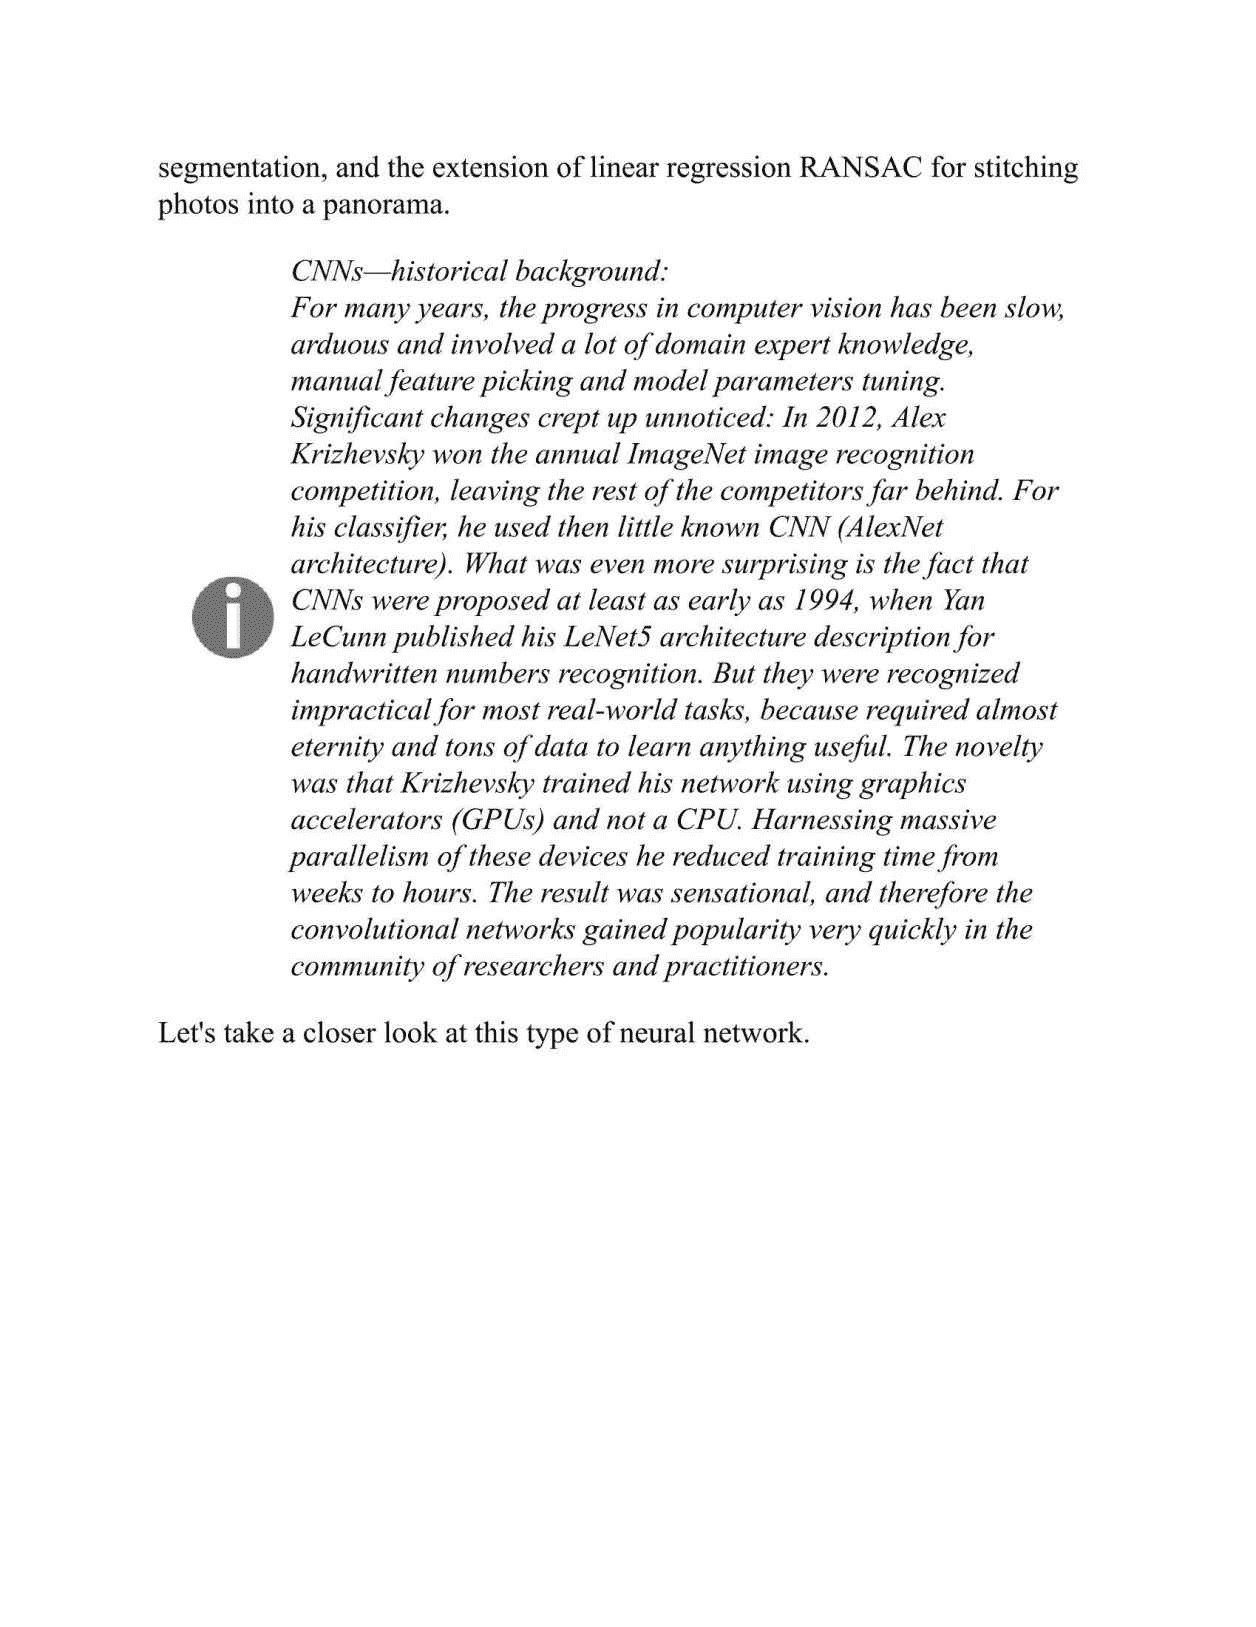 segmentation, and the extension of linear regression RANSAC for stitching
photos into a panorama.
CNNs—historical background:
For many years, the progress in computer vision has been slow,
arduous and involved a lot of domain expert knowledge,
manual feature picking and model parameters tuning.
Significant changes crept up unnoticed: In 2012, Alex
Krizhevsky won the annual ImageNet image recognition
competition, leaving the rest of the competitors far behind. For
his classifier, he used then little known CNN (AlexNet
architecture). What was even more surprising is the fact that
CNNs were proposed at least as early as 1994, when Yan
LeCunn published his LeNet5 architecture description for
handwritten numbers recognition. But they were recognized
impractical for most real-world tasks, because required almost
eternity and tons of data to learn anything useful. The novelty
was that Krizhevsky trained his network using graphics
accelerators (GPUs) and not a CPU. Harnessing massive
parallelism of these devices he reduced training time from
weeks to hours. The result was sensational, and therefore the
convolutional networks gained popularity very quickly in the
community of researchers and practitioners.
Let's take a closer look at this type of neural network.